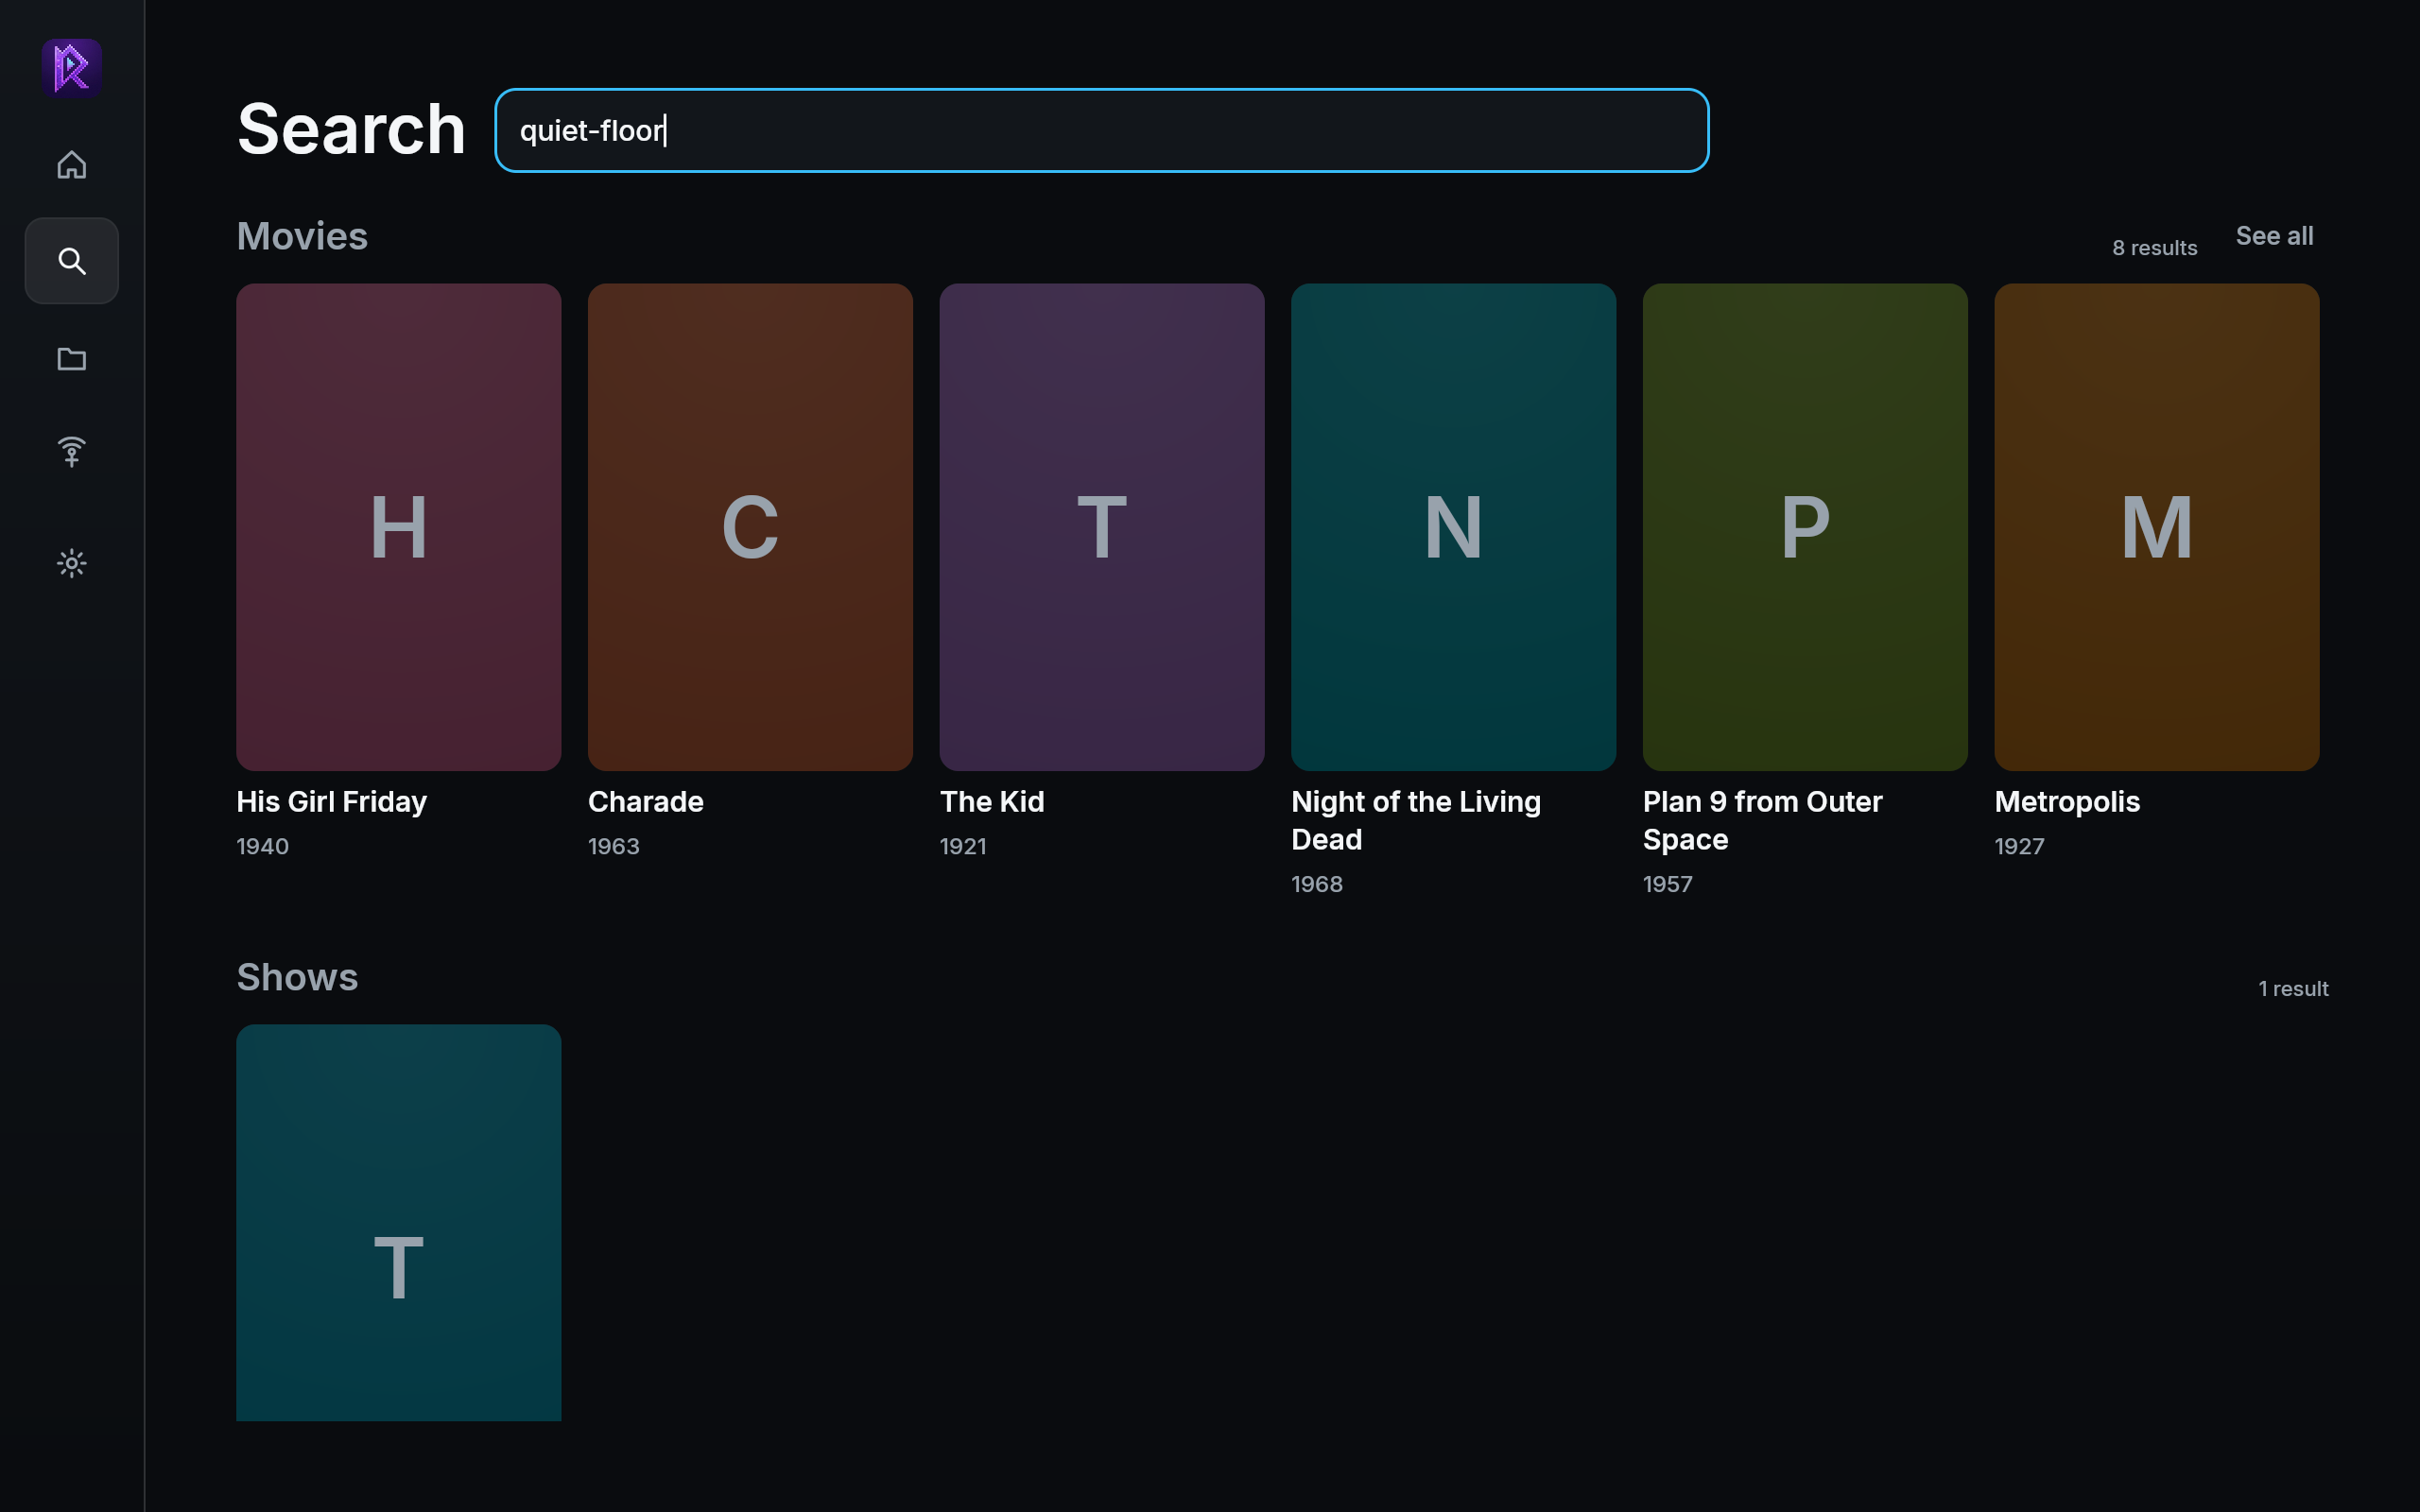 Search
quiet-floor
Movies
8 results
See all
H
C
T
N
P
M
His Girl Friday
1940
Charade
1963
The Kid
1921
Night of the Living
Dead
1968
Plan 9 from Outer
Space
1957
Metropolis
1927
Shows
1 result
T